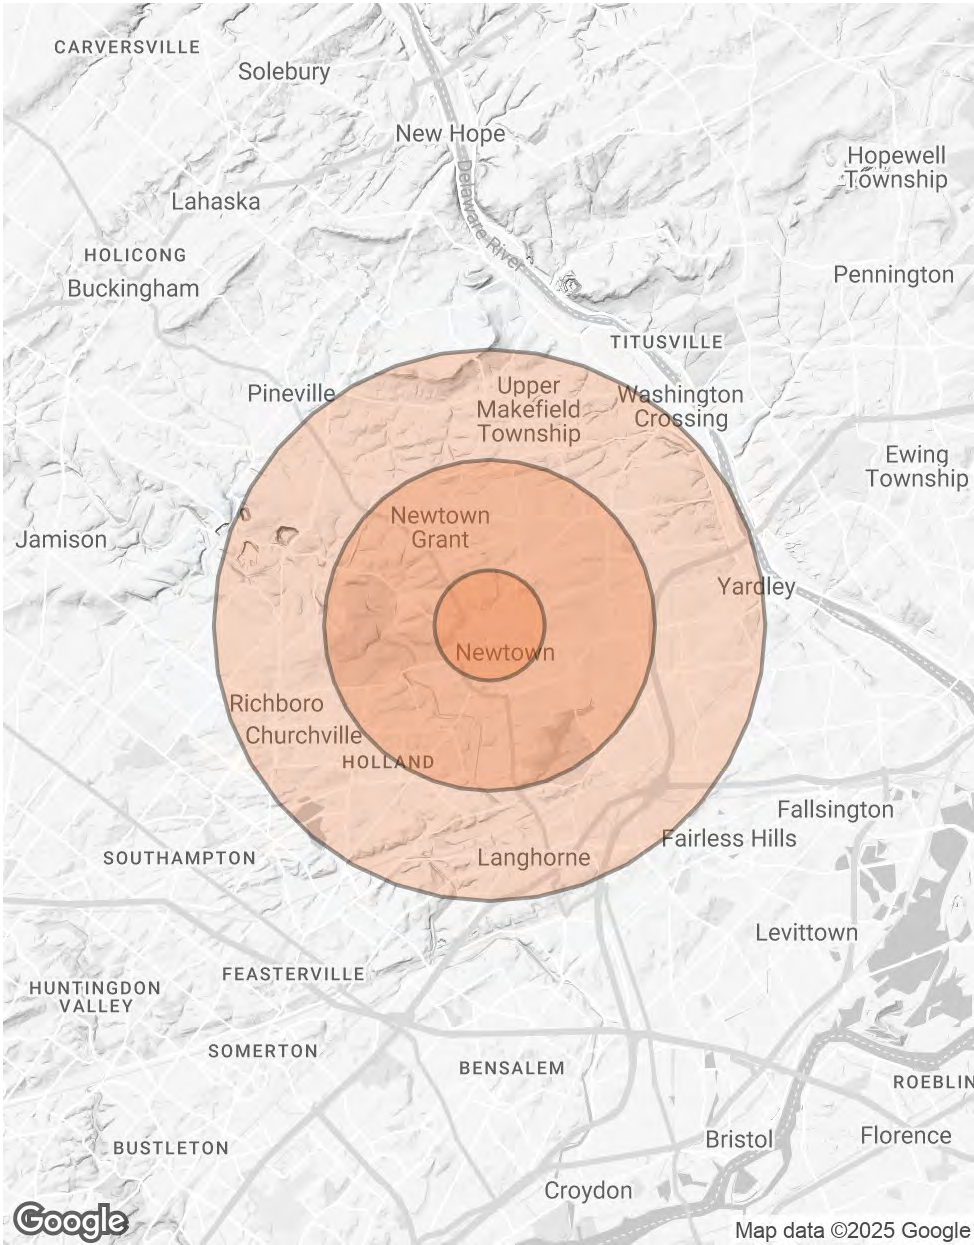 CARVERSVILLE
Solebury
New Hope
Hopewell
Township
Delaware River
Lahaska
HOLICONG
Buckingham
Pennington
TITUSVILLE
Pineville
Upper
Makefield
Township
Washington
Crossing
Ewing
Township
Newtown
Grant
Jamison
Yardley
Newtown
Richboro
Churchville
HOLLAND
Fallsington
Fairless Hills
SOUTHAMPTON
Langhorne
Levittown
FEASTERVILLE
HUNTINGDON
VALLEY
SOMERTON
BENSALEM
ROEBLIN
BUSTLETON
Bristol
Florence
Croydon
Google
Map data ©2025 Google